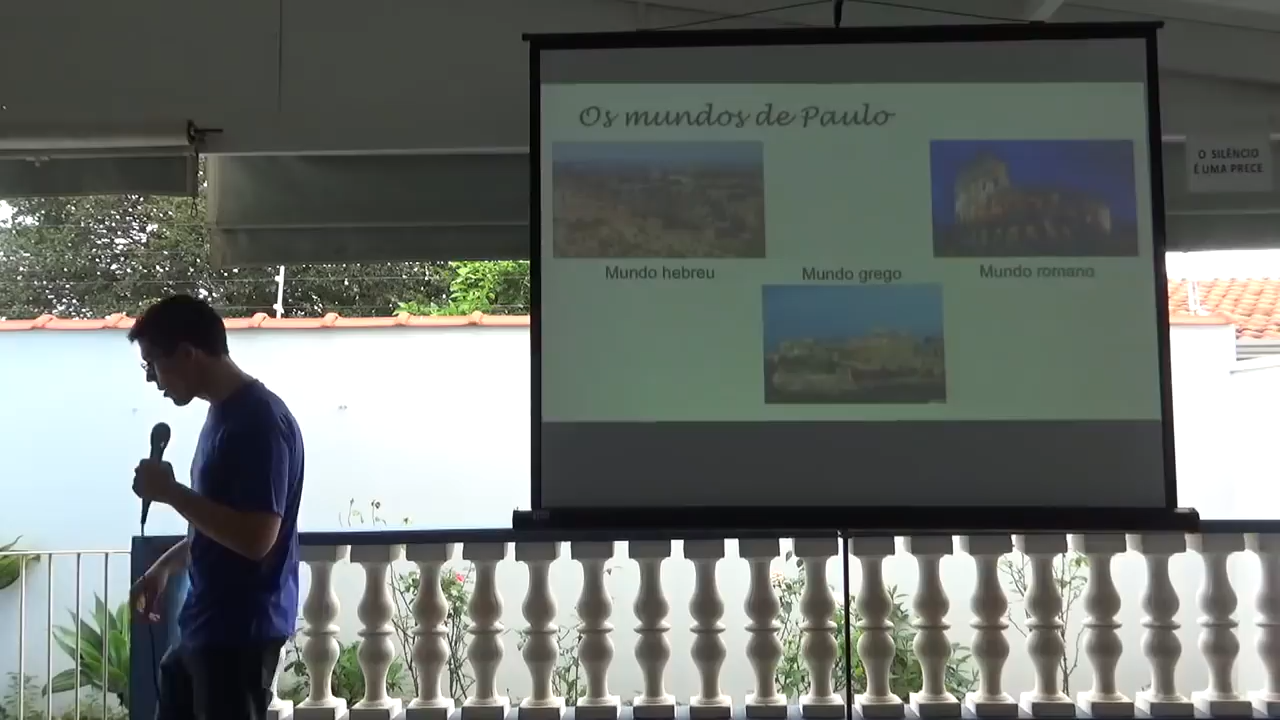 Os mundos de Paulo
O SILÊNCIO
É UMA PRECE
Mundo hebreu
Mundo grego
Mundo romano